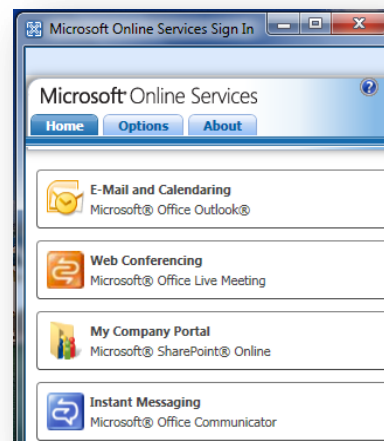 Microsoft Online Services Sign In
Microsoft® Online Services
Home Options About
E-Mail and Calendaring
Microsoft® Office Outlook®
Web Conferencing
Microsoft® Office Live Meeting
My Company Portal
Microsoft® SharePoint® Online
Instant Messaging
Microsoft® Office Communicator